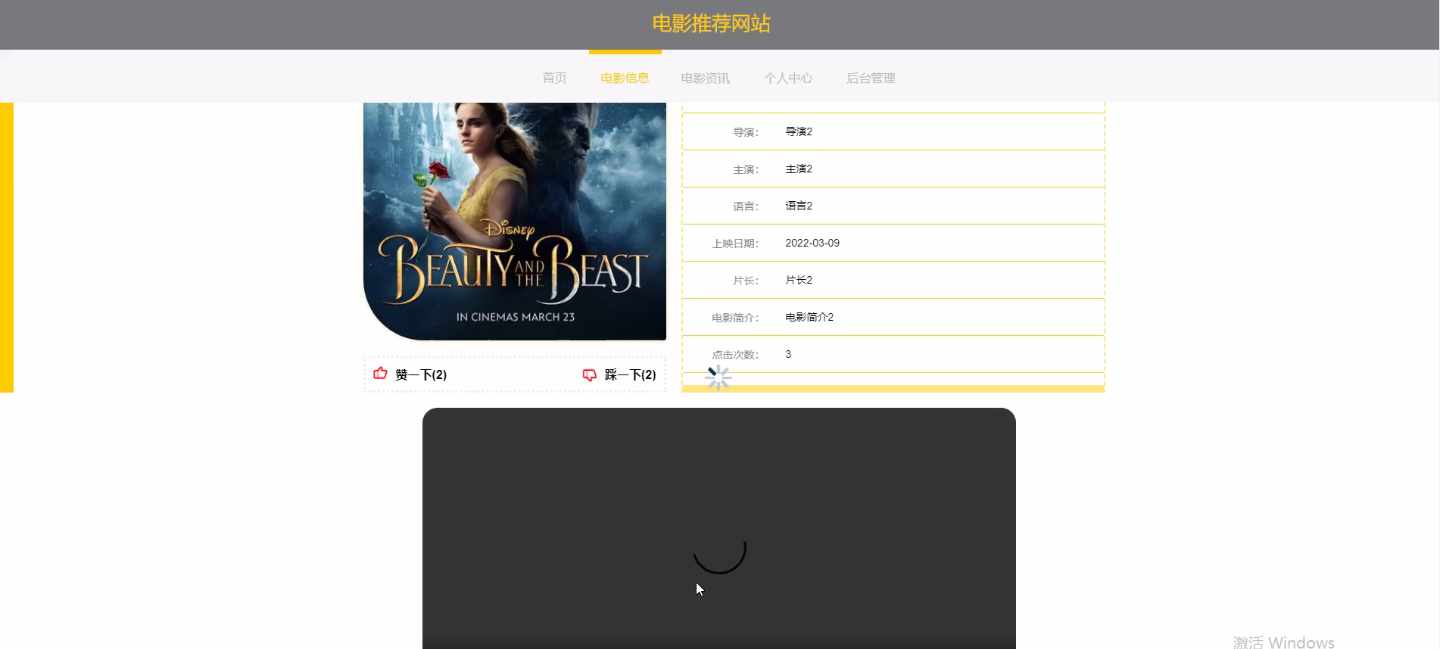 电影推荐网站
首页 电影信息 电影资讯 个人中心 后台管理
导演： 导演2
主演： 主演2
语言： 语言2
上映日期： 2022-03-09
片长： 片长2
电影简介： 电影简介2
点击次数： 3
Disney
BEAUTY AND THE BEAST
IN CINEMAS MARCH 23
赞一下(2) 踩一下(2)
激活 Windows